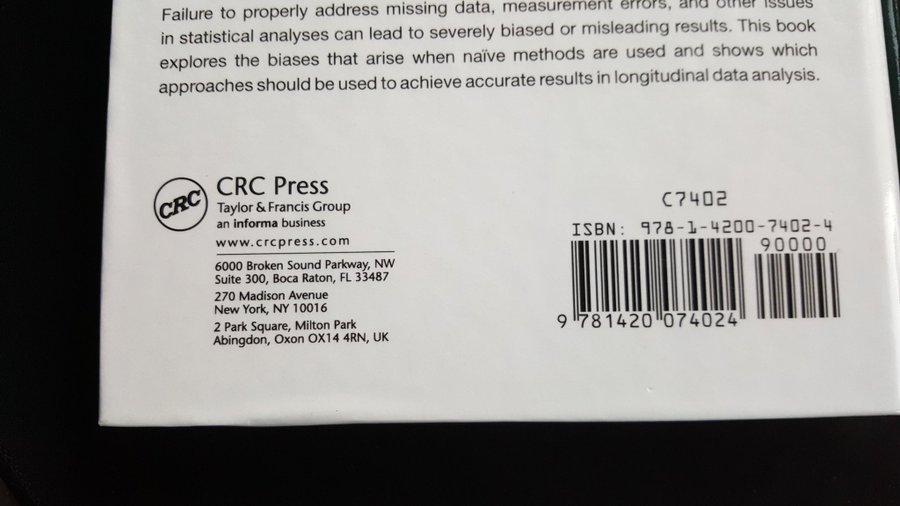 Failure to properly address missing data, measurement errors, and other issues
in statistical analyses can lead to severely biased or misleading results. This book
explores the biases that arise when naïve methods are used and shows which
approaches should be used to achieve accurate results in longitudinal data analysis.
CRC
CRC Press
Taylor & Francis Group
an informa business
www.crcpress.com
6000 Broken Sound Parkway, NW
Suite 300, Boca Raton, FL 33487
270 Madison Avenue
New York, NY 10016
2 Park Square, Milton Park
Abingdon, Oxon OX14 4RN, UK
C7402
ISBN: 978-1-4200-7402-4
90000
9 781420 074024